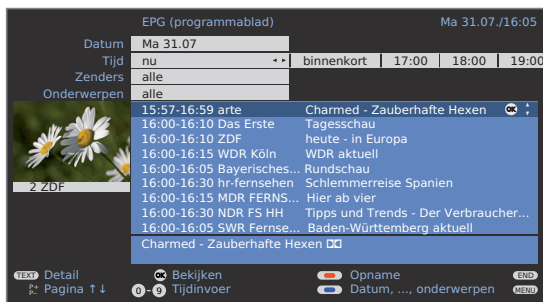 EPG (programmablad) Ma 31.07./16:05
Datum Ma 31.07
Tijd nu binnenkort 17:00 18:00 19:00
Zenders alle
Onderwerpen alle
15:57-16:59 arte Charmed - Zauberhafte Hexen OK
16:00-16:10 Das Erste Tagesschau
16:00-16:10 ZDF heute - in Europa
16:00-16:15 WDR Köln WDR aktuell
16:00-16:05 Bayerisches... Rundschau
16:00-16:30 hr-fernsehen Schlemmerreise Spanien
16:00-16:15 MDR FERNS... Hier ab vier
16:00-16:30 NDR FS HH Tipps und Trends - Der Verbraucher...
16:00-16:05 SWR Fernse... Baden-Württemberg aktuell
2 ZDF
Charmed - Zauberhafte Hexen
TEXT Detail OK Bekijken Opname END
P+ P- Pagina ↑↓ 0-9 Tijdinvoer Datum, ..., onderwerpen MENU